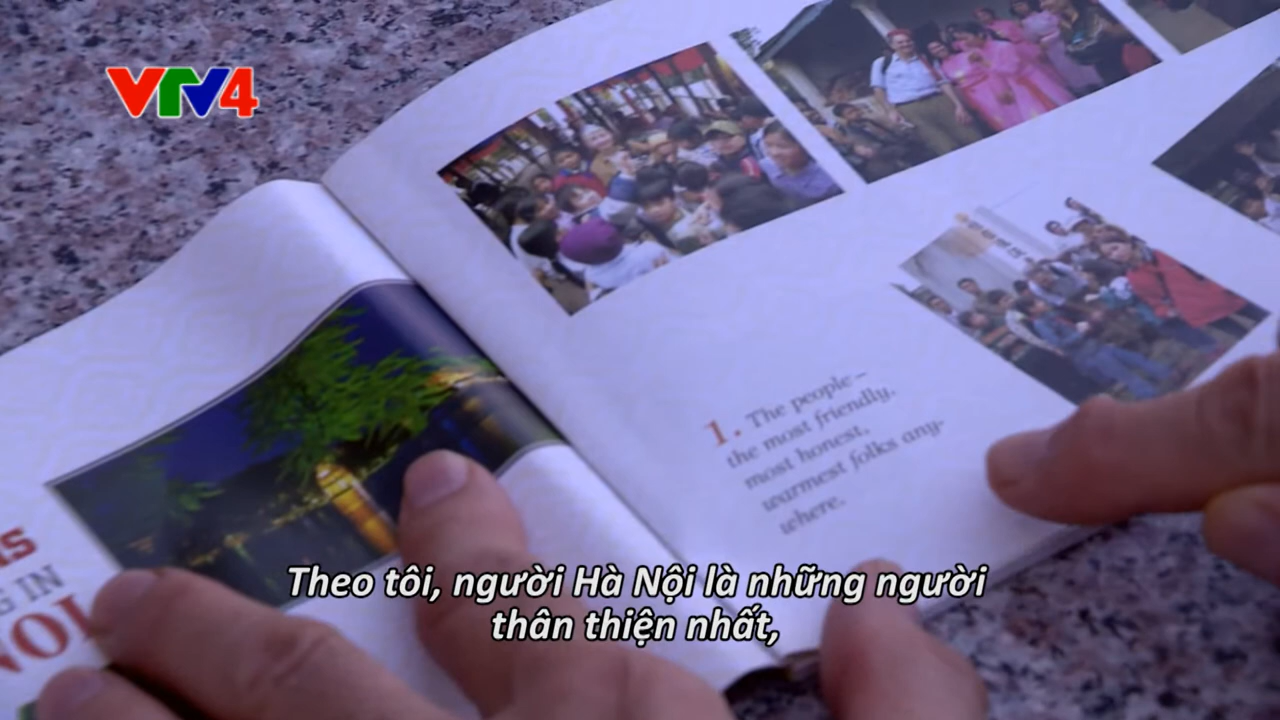 VTV4
1. The people –
the most friendly,
most honest,
warmest folks any-
where.
G IN
Theo tôi, người Hà Nội là những người
thân thiện nhất,